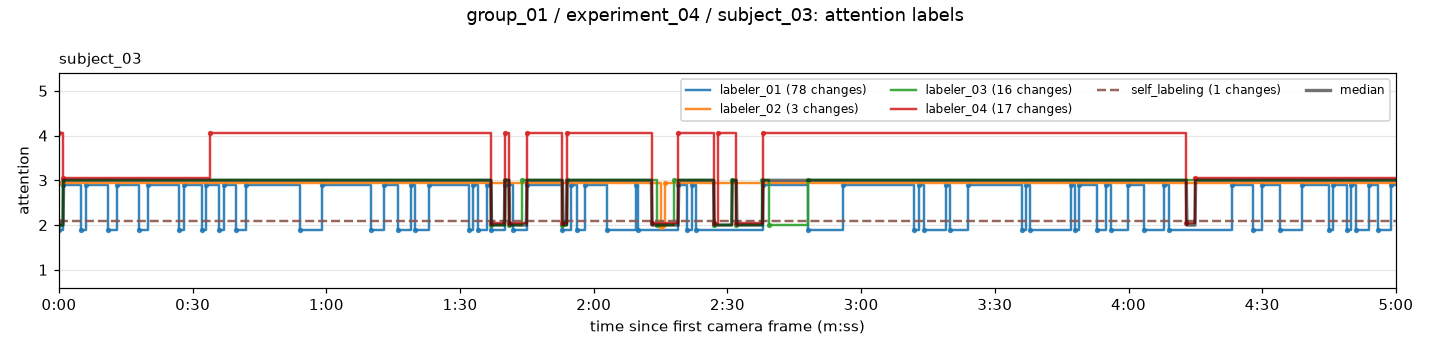 group_01 / experiment_04 / subject_03: attention labels
subject_03
labeler_01 (78 changes)
labeler_02 (3 changes)
labeler_03 (16 changes)
labeler_04 (17 changes)
self_labeling (1 changes)
median
attention
5
4
3
2
1
0:00 0:30 1:00 1:30 2:00 2:30 3:00 3:30 4:00 4:30 5:00
time since first camera frame (m:ss)